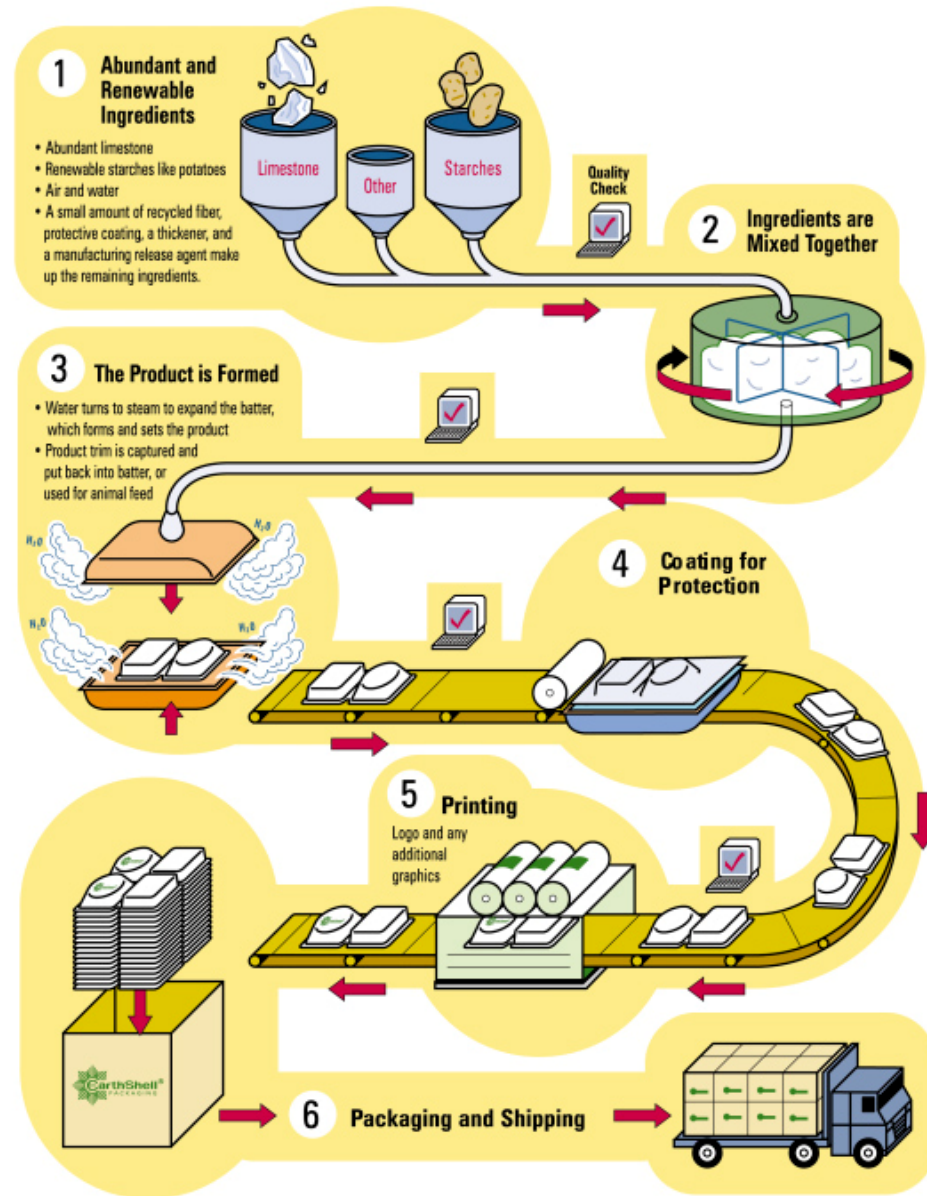 1
Abundant and
Renewable
Ingredients
• Abundant limestone
• Renewable starches like potatoes
• Air and water
• A small amount of recycled fiber,
protective coating, a thickener, and
a manufacturing release agent make
up the remaining ingredients.
Limestone
Other
Starches
Quality
Check
2
Ingredients are
Mixed Together
3
The Product is Formed
• Water turns to steam to expand the batter,
which forms and sets the product
• Product trim is captured and
put back into batter, or
used for animal feed
H₂O
H₂O
H₂O
H₂O
4
Coating for
Protection
5
Printing
Logo and any
additional
graphics
EarthShell®
PACKAGING
6
Packaging and Shipping